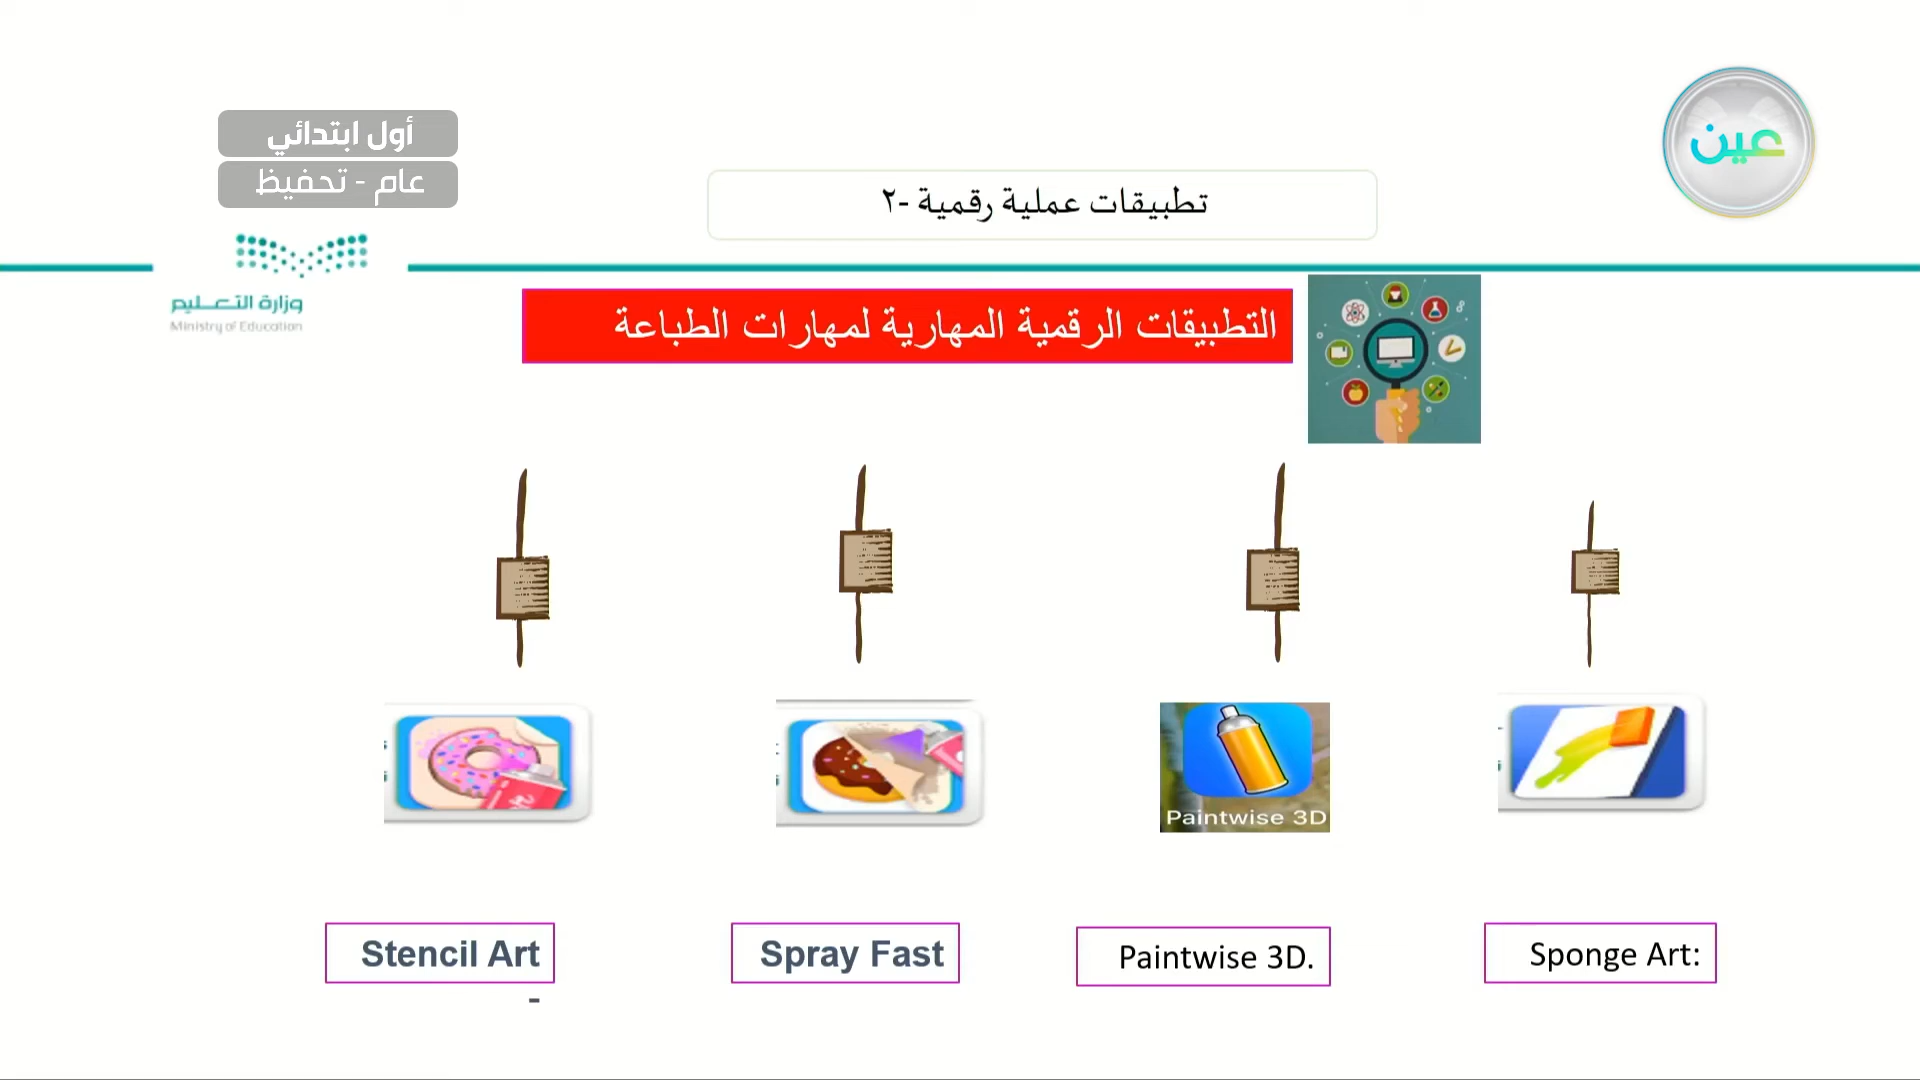 أول ابتدائي
عام - تحفيظ
عين
تطبيقات عملية رقمية -٢
وزارة التعليم
Ministry of Education
التطبيقات الرقمية المهارية لمهارات الطباعة
Paintwise 3D
Stencil Art
-
Spray Fast
Paintwise 3D.
Sponge Art: